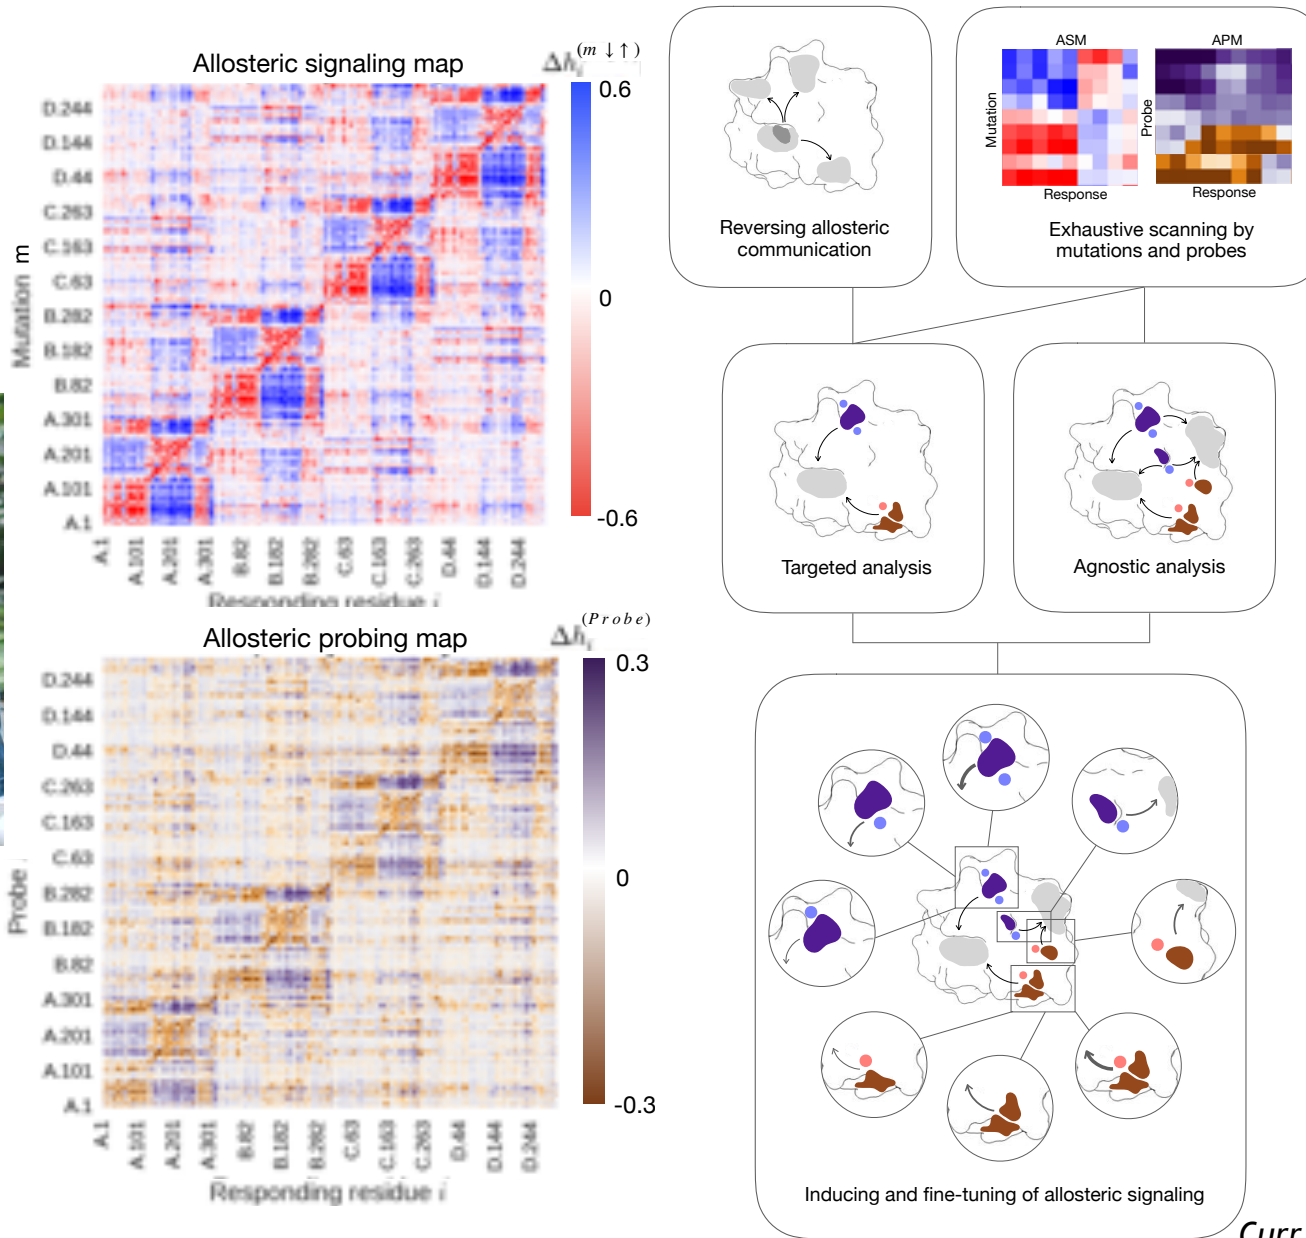 Allosteric signaling map
Δh_i^(m ↓↑)
0.6
0
-0.6
D.244
D.144
D.44
C.263
C.163
C.63
B.282
B.182
B.82
A.301
A.201
A.101
A.1
Mutation m
A.1
A.101
A.201
A.301
B.82
B.182
B.282
C.63
C.163
C.263
D.44
D.144
D.244
Responding residue i
Allosteric probing map
Δh_i^(Probe)
0.3
0
-0.3
D.244
D.144
D.44
C.263
C.163
C.63
B.282
B.182
B.82
A.301
A.201
A.101
A.1
Probe
A.1
A.101
A.201
A.301
B.82
B.182
B.282
C.63
C.163
C.263
D.44
D.144
D.244
Responding residue i
Reversing allosteric
communication
ASM
Mutation
Response
APM
Probe
Response
Exhaustive scanning by
mutations and probes
Targeted analysis
Agnostic analysis
Inducing and fine-tuning of allosteric signaling
Curr